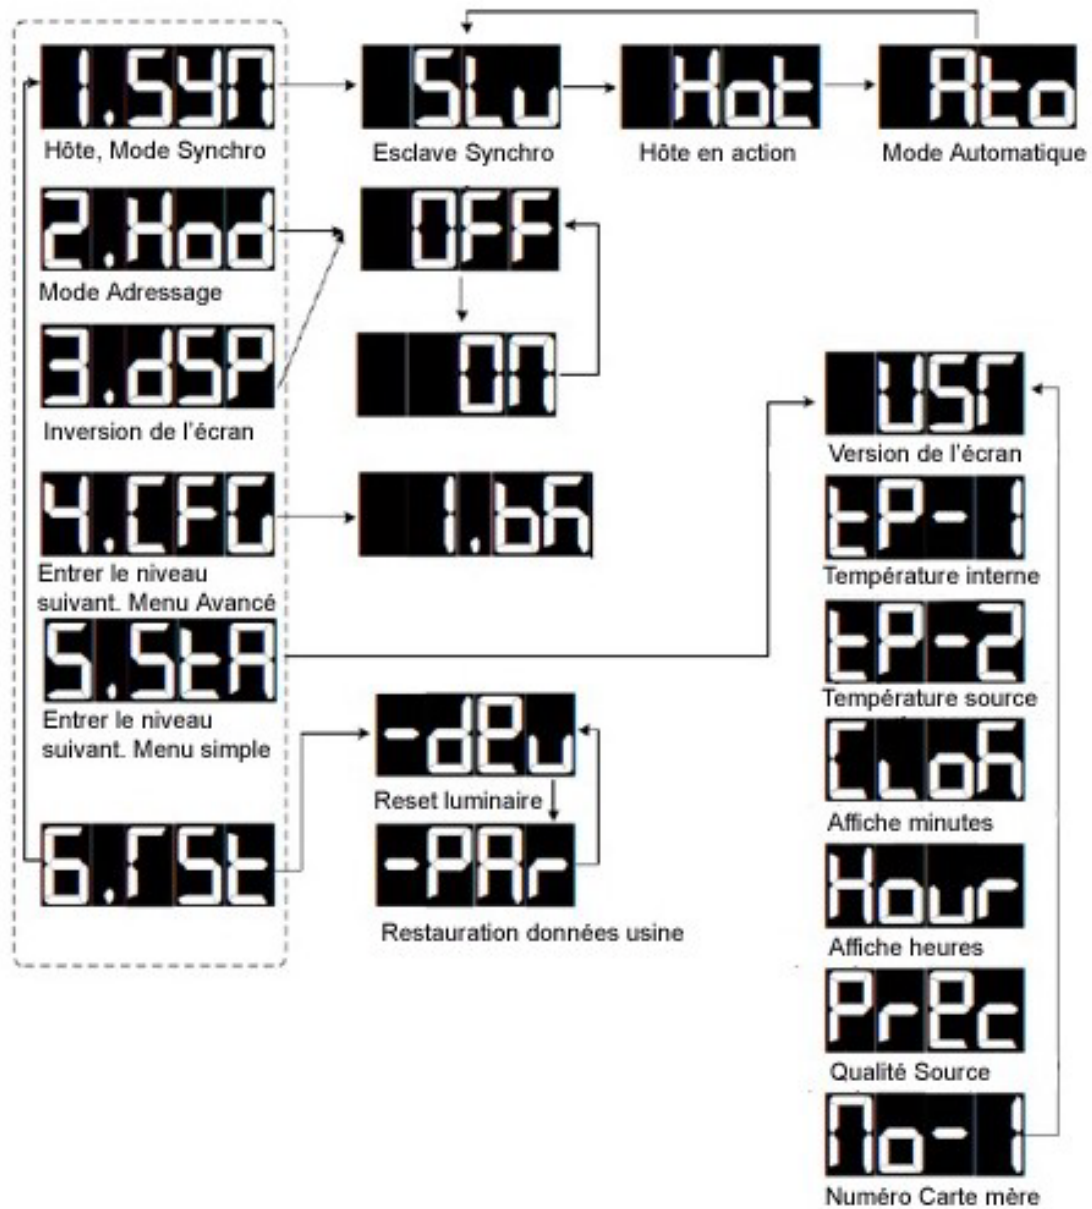 1.SYN
SLu
Hot
Ato
Hôte, Mode Synchro
Esclave Synchro
Hôte en action
Mode Automatique
2.Hod
OFF
Mode Adressage
3.dSP
ON
Inversion de l'écran
USr
Version de l'écran
4.CFG
1.bA
tP-1
Entrer le niveau
suivant. Menu Avancé
Température interne
5.StA
tP-2
Entrer le niveau
suivant. Menu simple
Température source
-dEu
CLoA
Reset luminaire
Affiche minutes
6.rSt
-PAr
Hour
Restauration données usine
Affiche heures
PrEc
Qualité Source
No-1
Numéro Carte mère